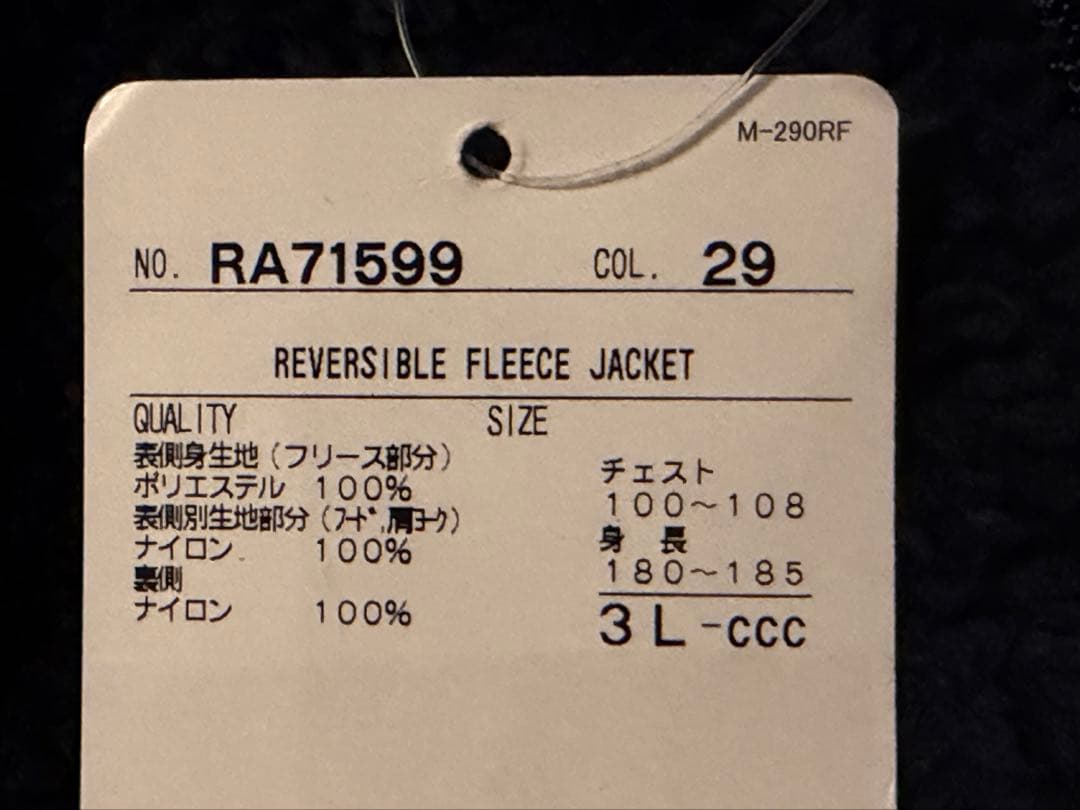 M-290RF
NO. RA71599 COL. 29
REVERSIBLE FLEECE JACKET
QUALITY SIZE
表側身生地(フリース部分)
チェスト
ポリエステル 100%
100~108
表側別生地部分(フード,肩ヨーク)
身 長
ナイロン 100%
180~185
裏側
ナイロン 100%
3L-CCC